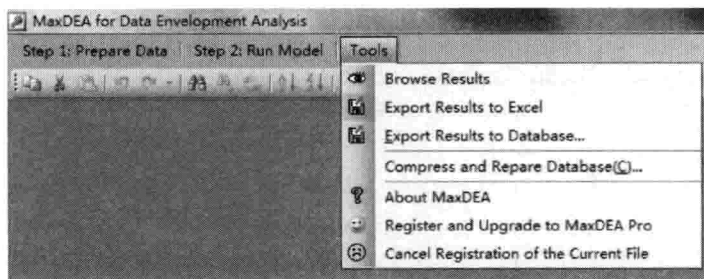 MaxDEA for Data Envelopment Analysis
Step 1: Prepare Data Step 2: Run Model Tools
Browse Results
Export Results to Excel
Export Results to Database...
Compress and Repare Database(C)...
About MaxDEA
Register and Upgrade to MaxDEA Pro
Cancel Registration of the Current File